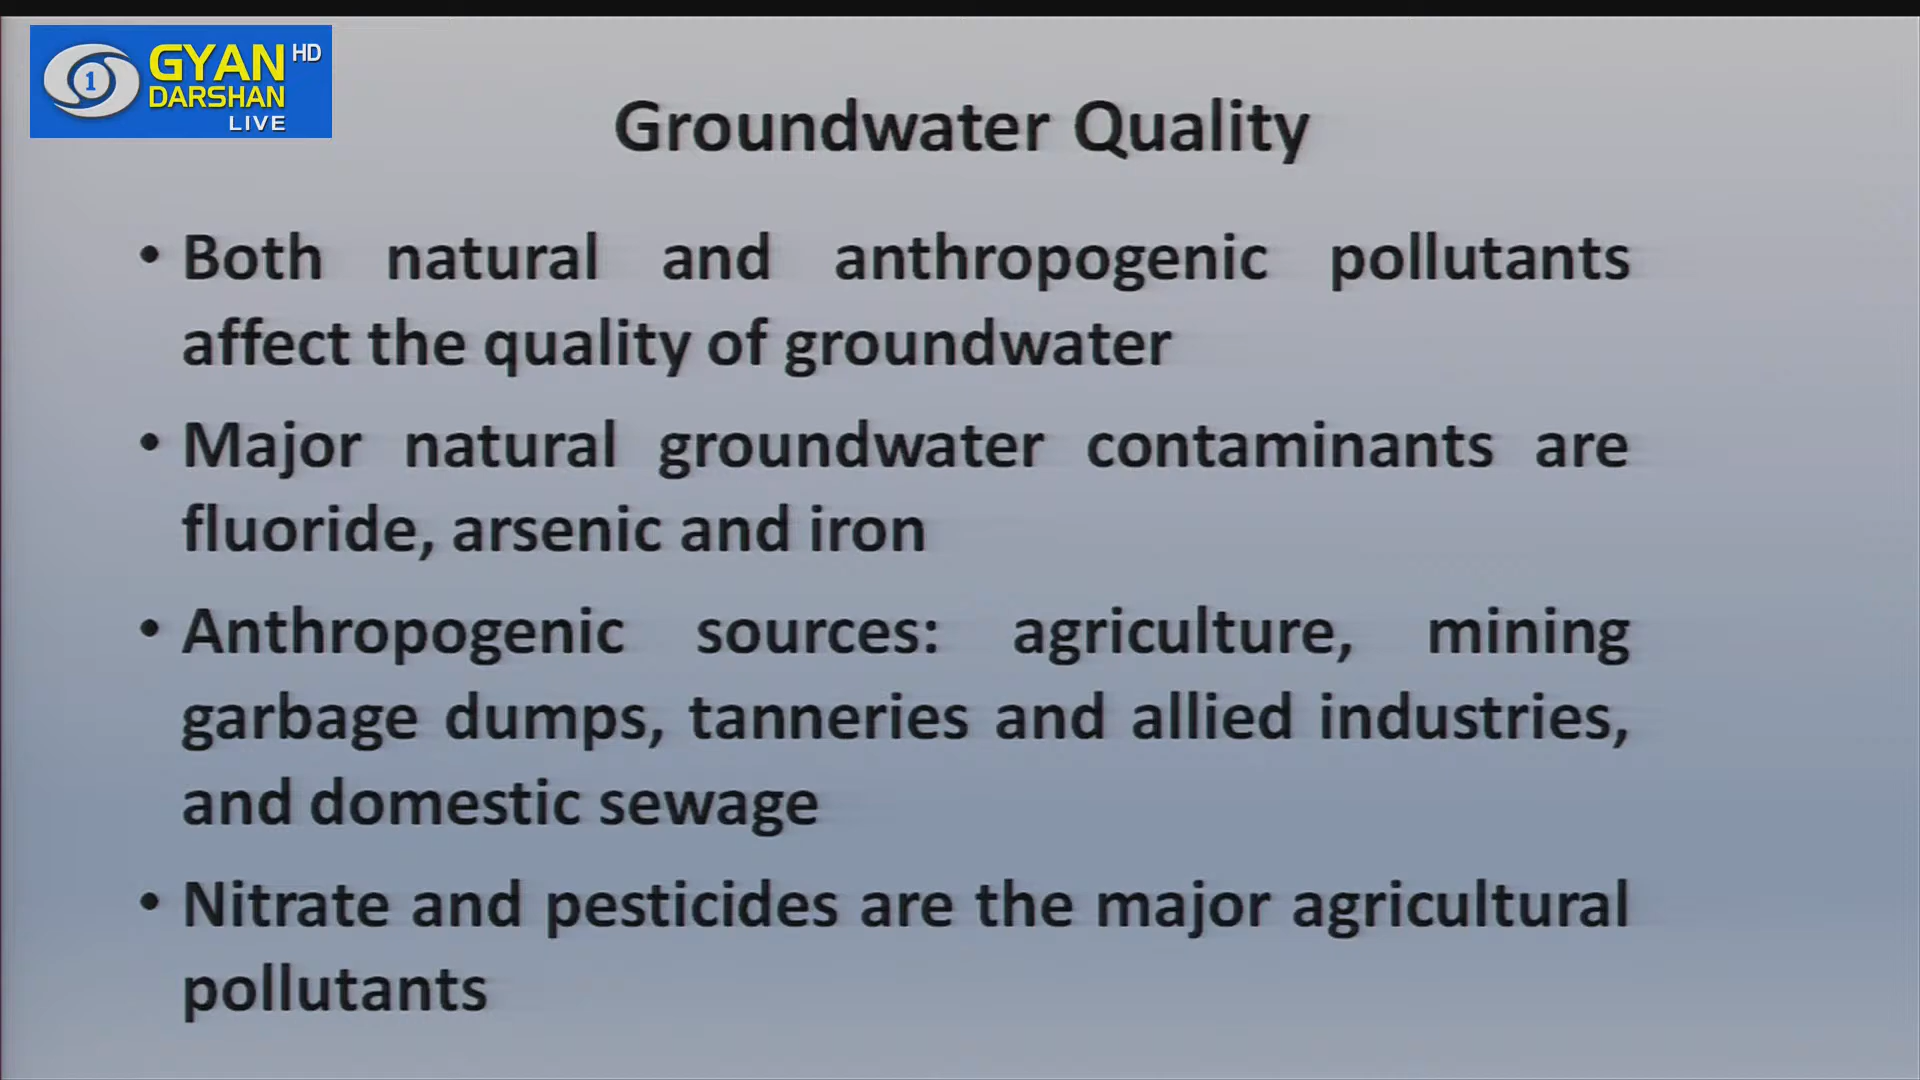 GYAN HD
DARSHAN
LIVE
1
Groundwater Quality
• Both natural and anthropogenic pollutants
affect the quality of groundwater
• Major natural groundwater contaminants are
fluoride, arsenic and iron
• Anthropogenic sources: agriculture, mining
garbage dumps, tanneries and allied industries,
and domestic sewage
• Nitrate and pesticides are the major agricultural
pollutants